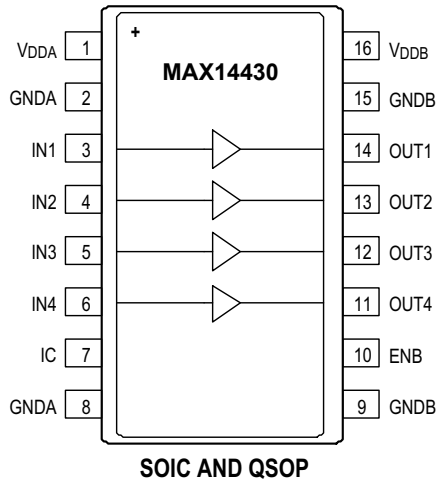 +
MAX14430
VDDA 1
16 VDDB
GNDA 2
15 GNDB
IN1 3
14 OUT1
IN2 4
13 OUT2
IN3 5
12 OUT3
IN4 6
11 OUT4
IC 7
10 ENB
GNDA 8
9 GNDB
SOIC AND QSOP